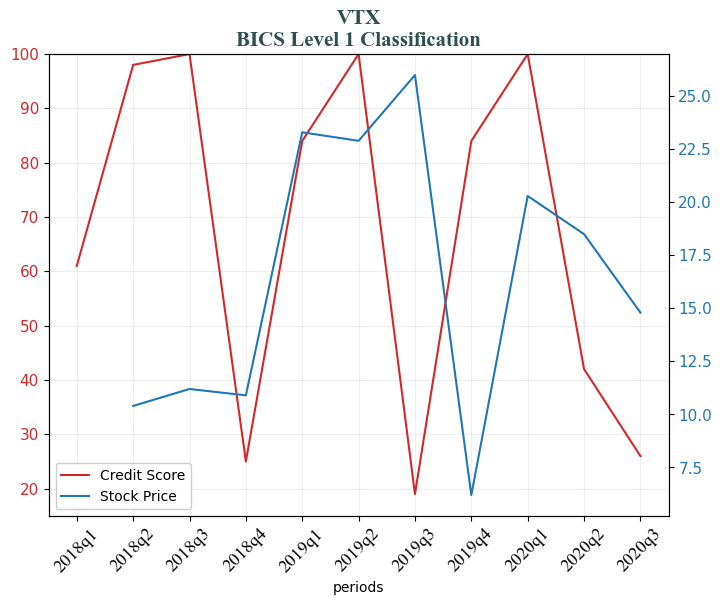 VTX
BICS Level 1 Classification
100
90
80
70
60
50
40
30
20
25.0
22.5
20.0
17.5
15.0
12.5
10.0
7.5
Credit Score
Stock Price
2018q1
2018q2
2018q3
2018q4
2019q1
2019q2
2019q3
2019q4
2020q1
2020q2
2020q3
periods